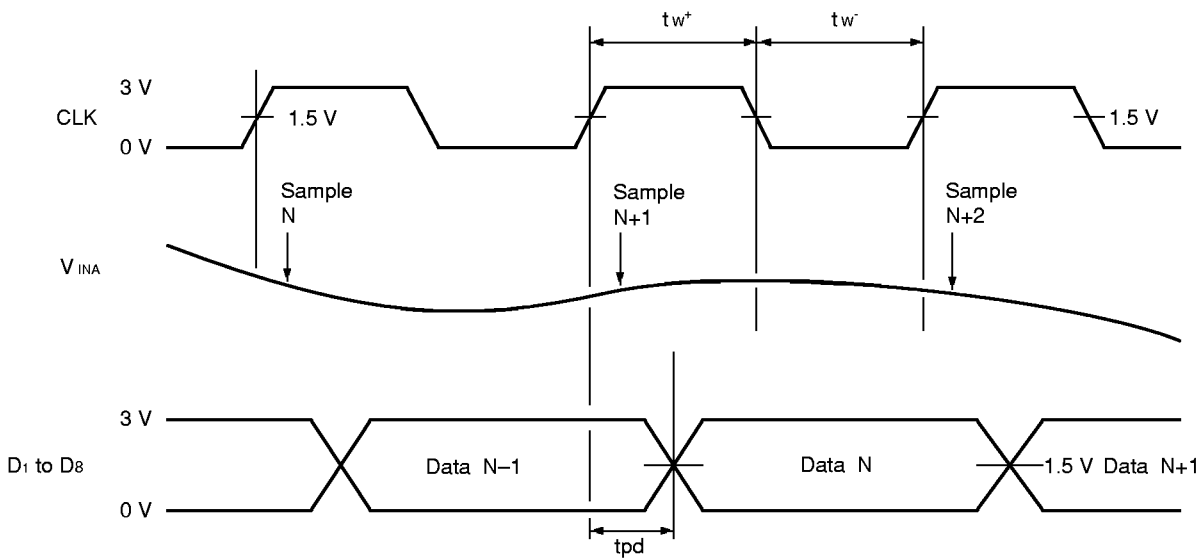 tw+
tw-
3 V
CLK
1.5 V
1.5 V
0 V
Sample
N
Sample
N+1
Sample
N+2
V INA
3 V
D1 to D8
Data N–1
Data N
1.5 V Data N+1
0 V
tpd